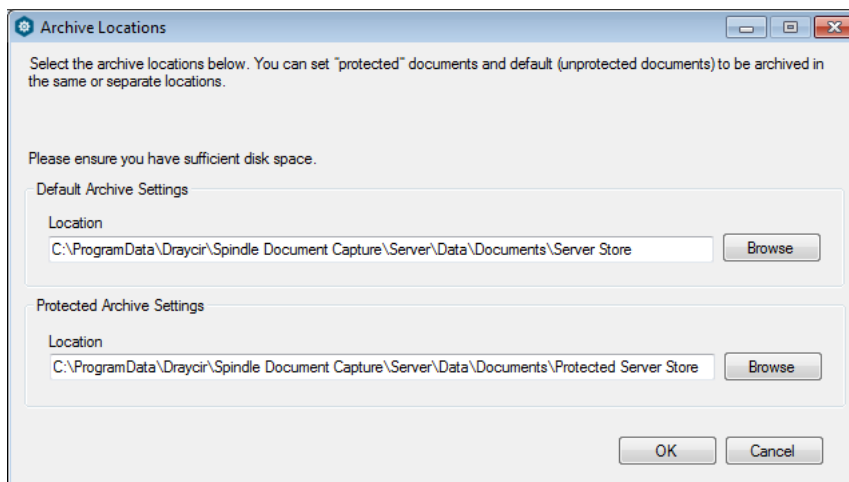 Archive Locations
Select the archive locations below. You can set "protected" documents and default (unprotected documents) to be archived in
the same or separate locations.
Please ensure you have sufficient disk space.
Default Archive Settings
Location
C:\ProgramData\Draycir\Spindle Document Capture\Server\Data\Documents\Server Store
Browse
Protected Archive Settings
Location
C:\ProgramData\Draycir\Spindle Document Capture\Server\Data\Documents\Protected Server Store
Browse
OK
Cancel